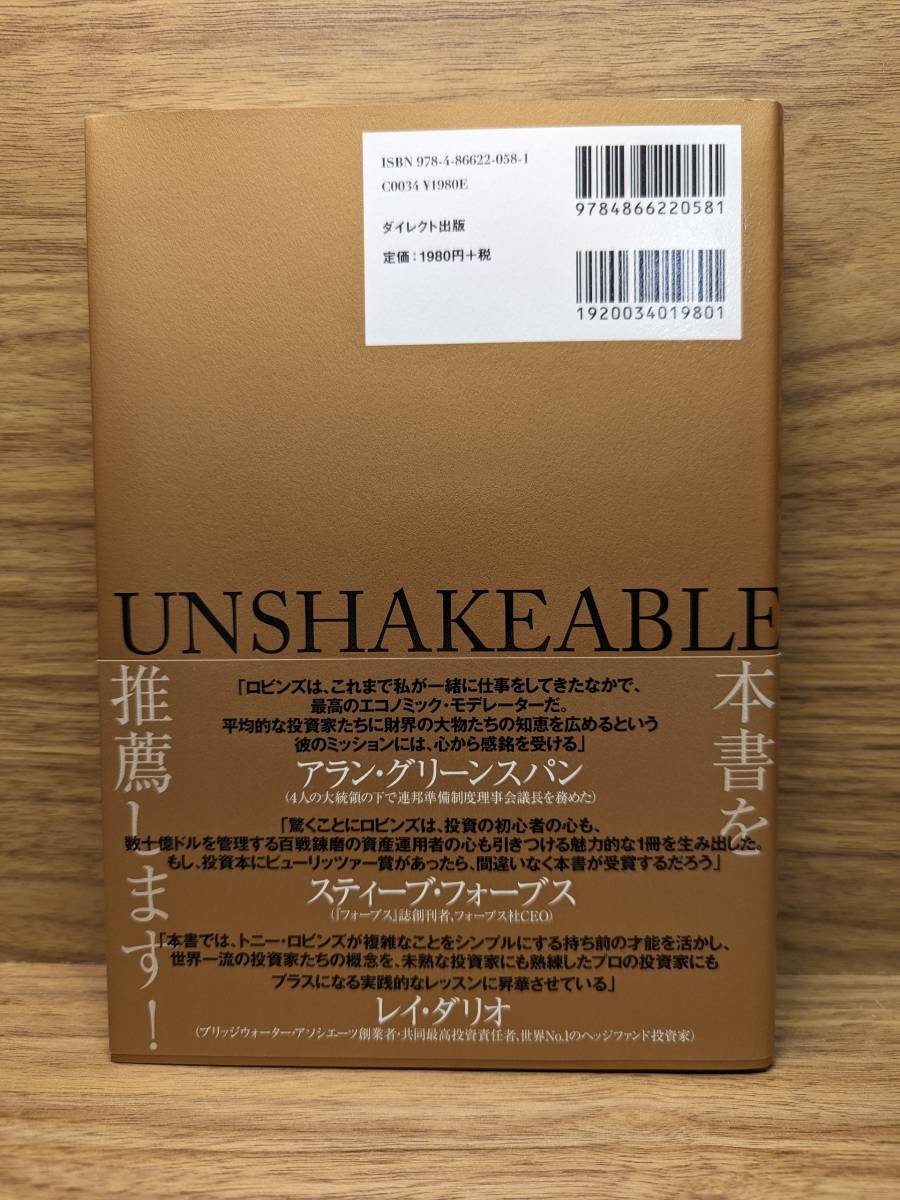 ISBN 978-4-86622-058-1
C0034 ¥1980E
ダイレクト出版
定価：1980円+税
9784866220581
1920034019801
UNSHAKEABLE
本書を
推薦します！
「ロビンズは、これまで私が一緒に仕事をしてきたなかで、
最高のエコノミック・モデレーターだ。
平均的な投資家たちに財界の大物たちの知恵を広めるという
彼のミッションには、心から感銘を受ける」
アラン・グリーンスパン
（4人の大統領の下で連邦準備制度理事会議長を務めた）
「驚くことにロビンズは、投資の初心者の心も、
数十億ドルを管理する百戦錬磨の資産運用者の心も引きつける魅力的な1冊を生み出した。
もし、投資本にピューリッツァー賞があったら、間違いなく本書が受賞するだろう」
スティーブ・フォーブス
（『フォーブス』誌創刊者，フォーブス社CEO）
「本書では、トニー・ロビンズが複雑なことをシンプルにする持ち前の才能を活かし、
世界一流の投資家たちの概念を、未熟な投資家にも熟練したプロの投資家にも
プラスになる実践的なレッスンに昇華させている」
レイ・ダリオ
（ブリッジウォーター・アソシエーツ創業者・共同最高投資責任者，世界No.1のヘッジファンド投資家）